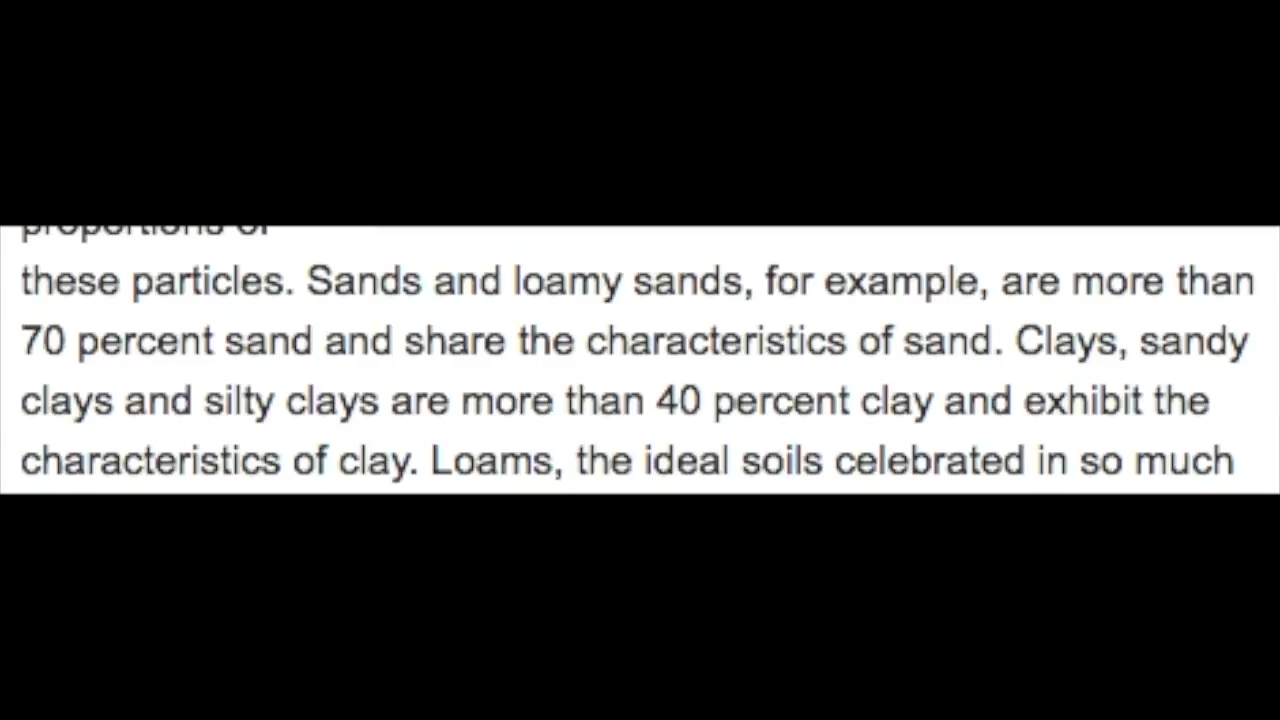 proportions of
these particles. Sands and loamy sands, for example, are more than
70 percent sand and share the characteristics of sand. Clays, sandy
clays and silty clays are more than 40 percent clay and exhibit the
characteristics of clay. Loams, the ideal soils celebrated in so much